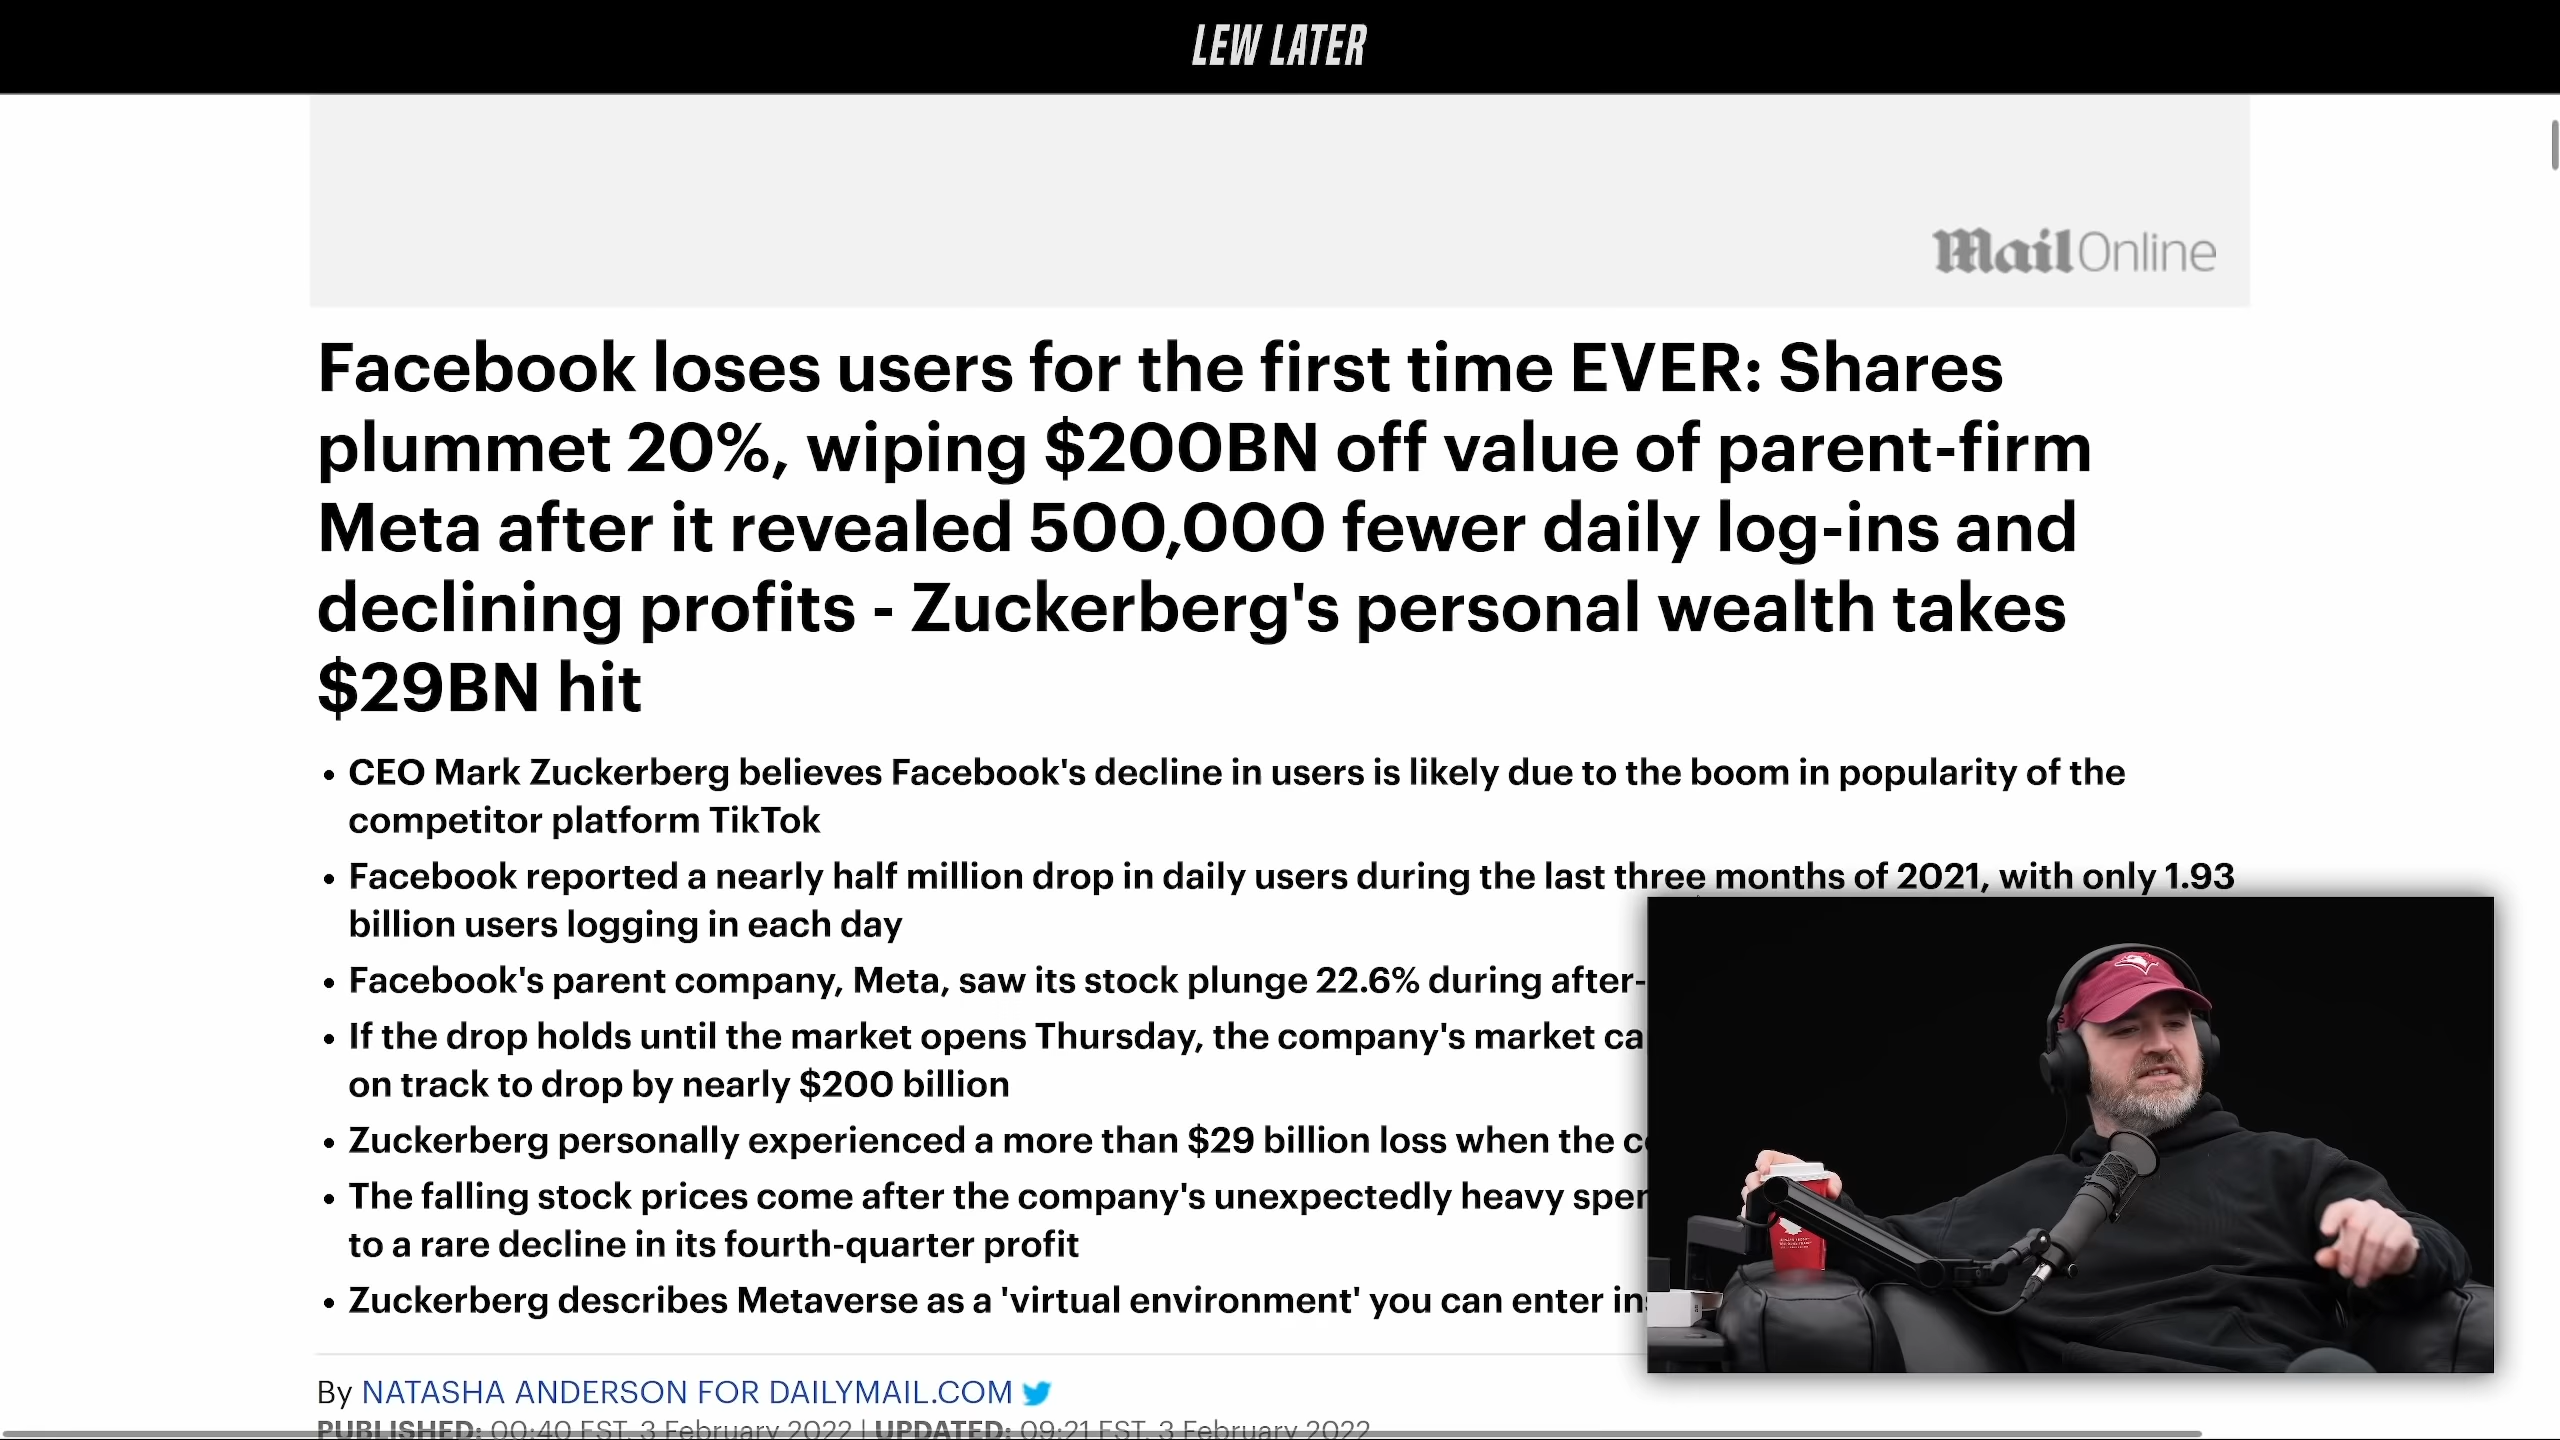 LEW LATER
Mail Online
Facebook loses users for the first time EVER: Shares
plummet 20%, wiping $200BN off value of parent-firm
Meta after it revealed 500,000 fewer daily log-ins and
declining profits - Zuckerberg's personal wealth takes
$29BN hit
• CEO Mark Zuckerberg believes Facebook's decline in users is likely due to the boom in popularity of the
competitor platform TikTok
• Facebook reported a nearly half million drop in daily users during the last three months of 2021, with only 1.93
billion users logging in each day
• Facebook's parent company, Meta, saw its stock plunge 22.6% during after-
• If the drop holds until the market opens Thursday, the company's market
on track to drop by nearly $200 billion
• Zuckerberg personally experienced a more than $29 billion loss when the
• The falling stock prices come after the company's unexpectedly heavy
to a rare decline in its fourth-quarter profit
• Zuckerberg describes Metaverse as a 'virtual environment' you can enter
By NATASHA ANDERSON FOR DAILYMAIL.COM
PUBLISHED: 00:40 EST, 3 February 2022 | UPDATED: 09:21 EST, 3 February 2022